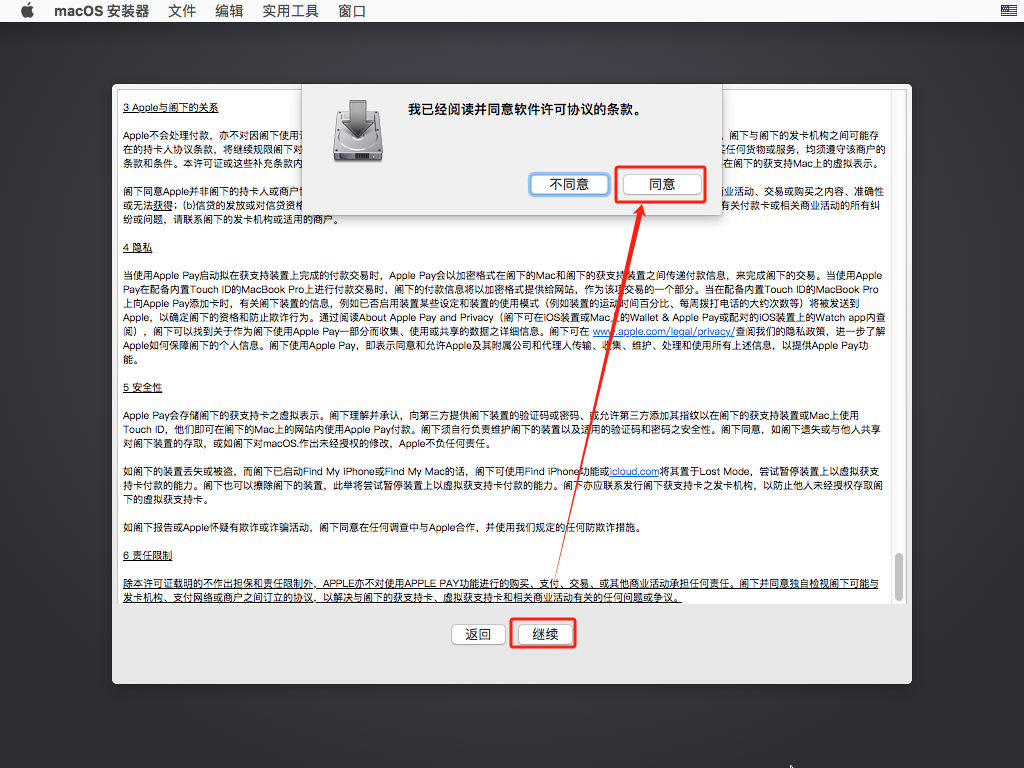 macOS 安装器 文件 编辑 实用工具 窗口
我已经阅读并同意软件许可协议的条款。
不同意 同意
3 Apple与阁下的关系
Apple不会处理付款，亦不对因阁下使用
，阁下与阁下的发卡机构之间可能存
在的持卡人协议条款，将继续规限阁下对
任何货物或服务，均须遵守该商户的
条款和条件。本许可证或这些补充条款内
在阁下的获支持Mac上的虚拟表示。
阁下同意Apple并非阁下的持卡人或商户
业活动、交易或购买之内容、准确性
或无法获得；(b)信贷的发放或对信贷资格
有关付款卡或相关商业活动的所有纠
纷或问题，请联系阁下的发卡机构或适用的商户。
4 隐私
当使用Apple Pay启动拟在获支持装置上完成的付款交易时，Apple Pay会以加密格式在阁下的Mac和阁下的获支持装置之间传递付款信息，来完成阁下的交易。当使用Apple
Pay在配备内置Touch ID的MacBook Pro上进行付款交易时，阁下的付款信息将以加密格式提供给网站，作为该项交易的一个部分。当在配备内置Touch ID的MacBook Pro
上向Apple Pay添加卡时，有关阁下装置的信息，例如已否启用装置某些设定和装置的使用模式（例如装置的运动时间百分比、每周拨打电话的大约次数等）将被发送到
Apple，以确定阁下的资格和防止欺诈行为。通过阅读About Apple Pay and Privacy（阁下可在iOS装置或Mac上的Wallet & Apple Pay或配对的iOS装置上的Watch app内查
阅），阁下可以找到关于作为阁下使用Apple Pay一部分而收集、使用或共享的数据之详细信息。阁下可在 www.apple.com/legal/privacy/查阅我们的隐私政策，进一步了解
Apple如何保障阁下的个人信息。阁下使用Apple Pay，即表示同意和允许Apple及其附属公司和代理人传输、收集、维护、处理和使用所有上述信息，以提供Apple Pay功
能。
5 安全性
Apple Pay会存储阁下的获支持卡之虚拟表示。阁下理解并承认，向第三方提供阁下装置的验证码或密码、或允许第三方添加其指纹以在阁下的获支持装置或Mac上使用
Touch ID，他们即可在阁下的Mac上的网站内使用Apple Pay付款。阁下须自行负责维护阁下的装置以及适用的验证码和密码之安全性。阁下同意，如阁下遗失或与他人共享
对阁下装置的存取，或如阁下对macOS.作出未经授权的修改，Apple不负任何责任。
如阁下的装置丢失或被盗，而阁下已启动Find My iPhone或Find My Mac的话，阁下可使用Find iPhone功能或icloud.com将其置于Lost Mode，尝试暂停装置上以虚拟获支
持卡付款的能力。阁下也可以擦除阁下的装置，此举将尝试暂停装置上以虚拟获支持卡付款的能力。阁下亦应联系发行阁下获支持卡之发卡机构，以防止他人未经授权存取阁
下的虚拟获支持卡。
如阁下报告或Apple怀疑有欺诈或诈骗活动，阁下同意在任何调查中与Apple合作，并使用我们规定的任何防欺诈措施。
6 责任限制
除本许可证载明的不作出担保和责任限制外，APPLE亦不对使用APPLE PAY功能进行的购买、支付、交易、或其他商业活动承担任何责任。阁下并同意独自检视阁下可能与
发卡机构、支付网络或商户之间订立的协议，以解决与阁下的获支持卡、虚拟获支持卡和相关商业活动有关的任何问题或争议。
返回 继续